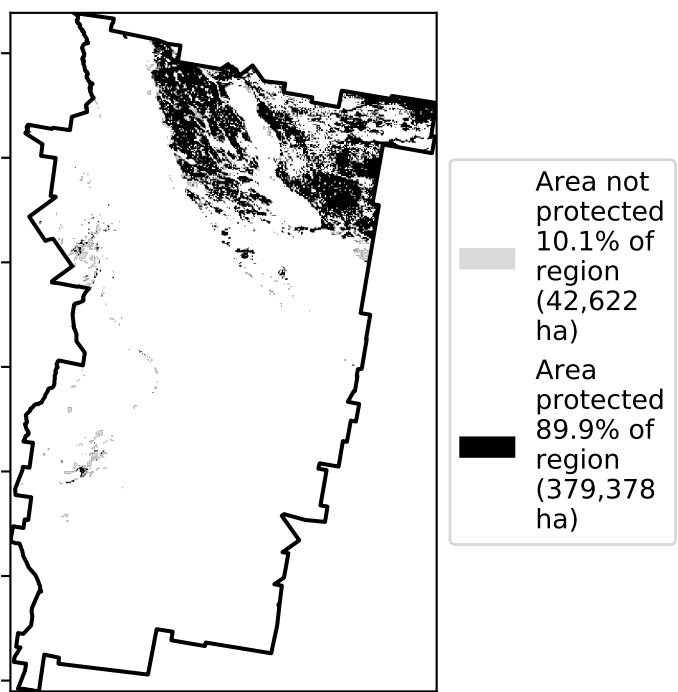 Area not
protected
10.1% of
region
(42,622
ha)
Area
protected
89.9% of
region
(379,378
ha)